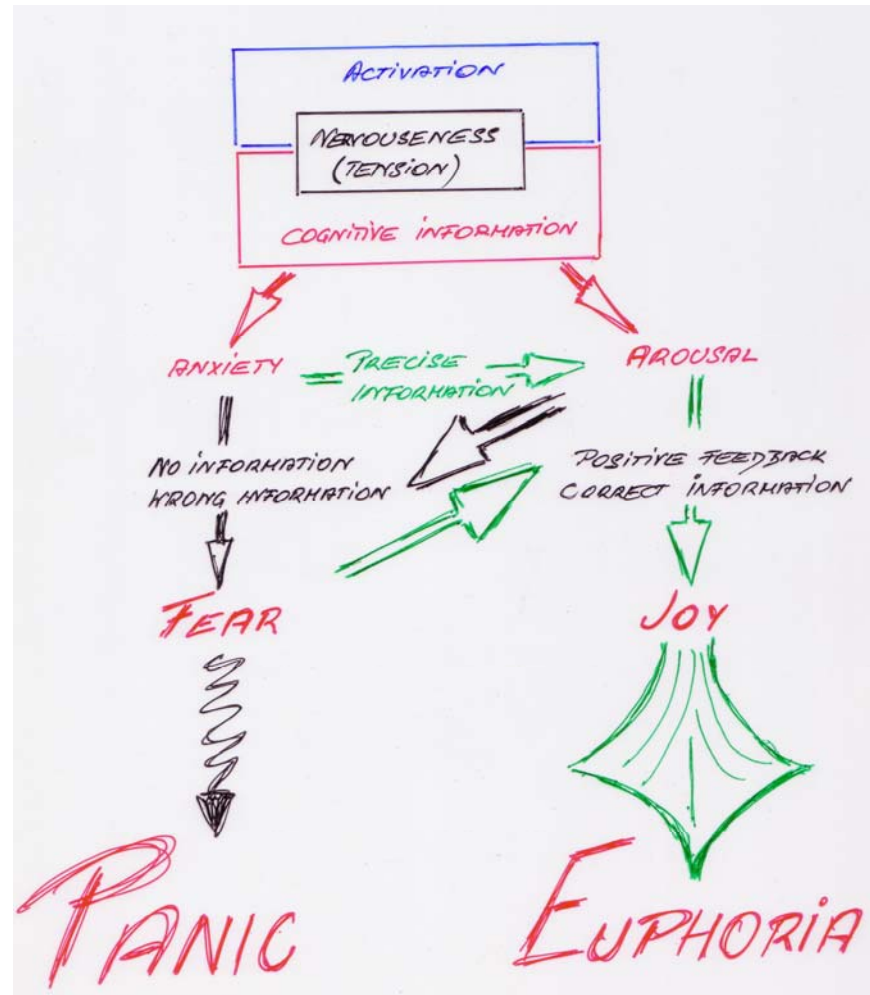 ACTIVATION
NERVOUSENESS
(TENSION)
COGNITIVE INFORMATION
ANXIETY
PRECISE
INFORMATION
AROUSAL
NO INFORMATION
WRONG INFORMATION
POSITIVE FEEDBACK
CORRECT INFORMATION
FEAR
JOY
PANIC
EUPHORIA